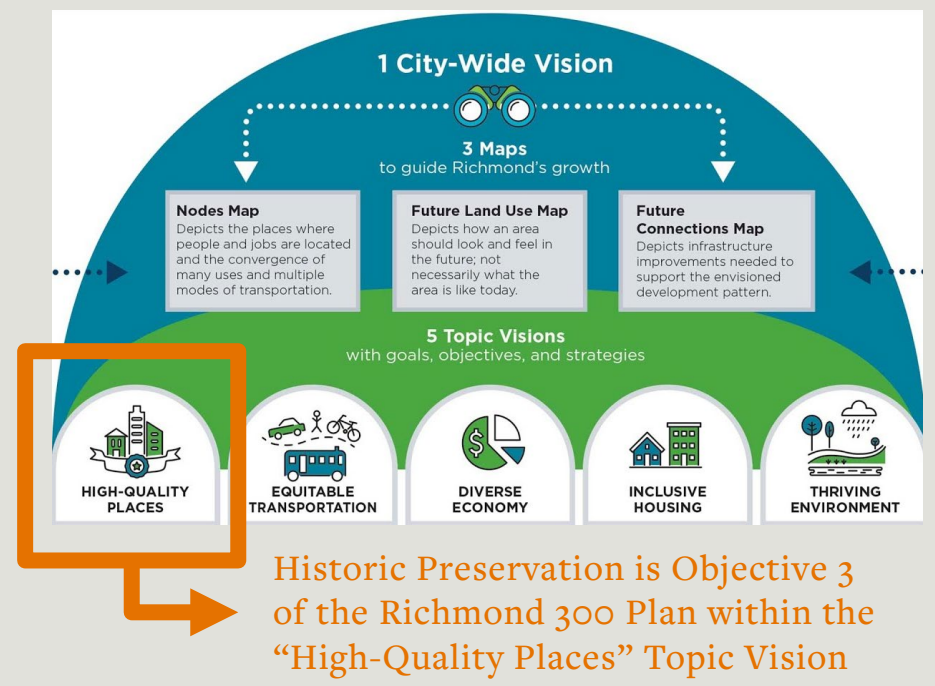 1 City-Wide Vision
3 Maps
to guide Richmond's growth
Nodes Map
Depicts the places where
people and jobs are located
and the convergence of
many uses and multiple
modes of transportation.
Future Land Use Map
Depicts how an area
should look and feel in
the future; not
necessarily what the
area is like today.
Future
Connections Map
Depicts infrastructure
improvements needed to
support the envisioned
development pattern.
5 Topic Visions
with goals, objectives, and strategies
$
HIGH-QUALITY
PLACES
EQUITABLE
TRANSPORTATION
DIVERSE
ECONOMY
INCLUSIVE
HOUSING
THRIVING
ENVIRONMENT
Historic Preservation is Objective 3
of the Richmond 300 Plan within the
“High-Quality Places” Topic Vision